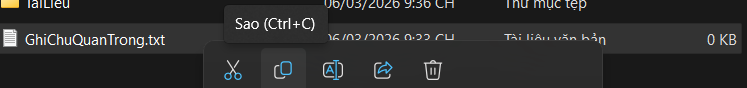 TaiLieu 06/03/2026 9:36 CH Thư mục tệp
Sao (Ctrl+C)
GhiChuQuanTrong.txt 06/03/2026 9:33 CH Tài liệu văn bản 0 KB